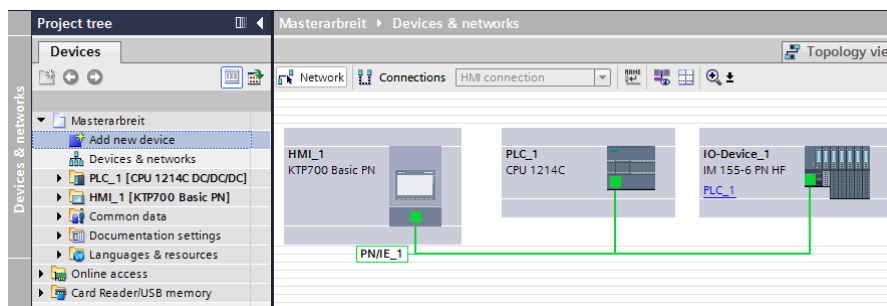 Project tree
Masterarbreit ▸ Devices & networks
Devices
Topology vie
Network
Connections
HMI connection
Devices & networks
Masterarbreit
Add new device
Devices & networks
PLC_1 [CPU 1214C DC/DC/DC]
HMI_1 [KTP700 Basic PN]
Common data
Documentation settings
Languages & resources
Online access
Card Reader/USB memory
HMI_1
KTP700 Basic PN
PLC_1
CPU 1214C
IO-Device_1
IM 155-6 PN HF
PLC_1
PN/IE_1